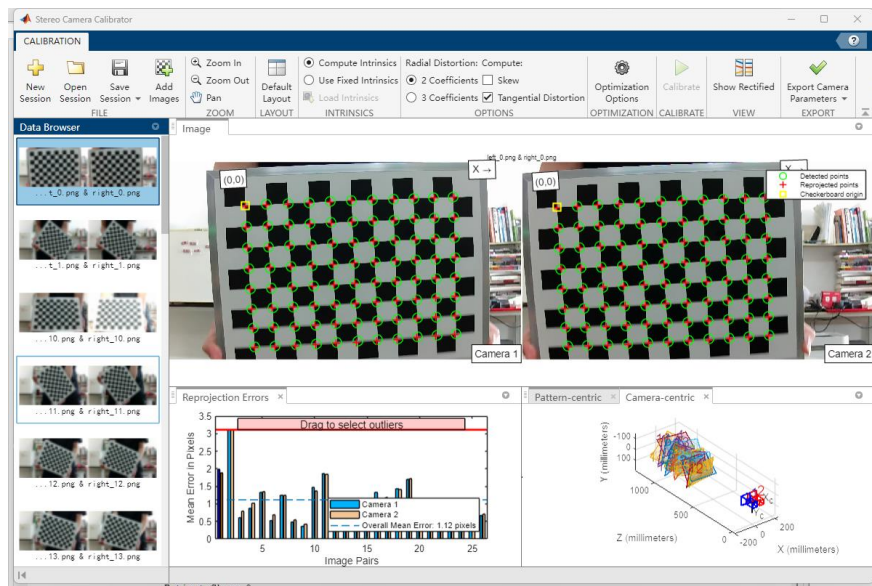 Stereo Camera Calibrator
CALIBRATION
?
New Session
Open Session
Save Session
Add Images
FILE
Zoom In
Zoom Out
Pan
ZOOM
Default Layout
LAYOUT
Compute Intrinsics
Use Fixed Intrinsics
Load Intrinsics
INTRINSICS
Radial Distortion: Compute:
2 Coefficients Skew
3 Coefficients Tangential Distortion
OPTIONS
Optimization Options
OPTIMIZATION
Calibrate
CALIBRATE
Show Rectified
VIEW
Export Camera Parameters
EXPORT
Data Browser
...t_0.png & right_0.png
...t_1.png & right_1.png
...10.png & right_10.png
...11.png & right_11.png
...12.png & right_12.png
...13.png & right_13.png
Image
left_0.png & right_0.png
(0,0)
X →
Camera 1
(0,0)
X
Detected points
Reprojected points
Checkerboard origin
Camera 2
Reprojection Errors
Drag to select outliers
Mean Error in Pixels
3.5
3
2.5
2
1.5
1
0.5
0
Camera 1
Camera 2
Overall Mean Error: 1.12 pixels
5 10 15 20 25
Image Pairs
Pattern-centric
Camera-centric
Y (millimeters)
-100
0
100
1000
500
0
Z (millimeters)
-200
0
200
X (millimeters)